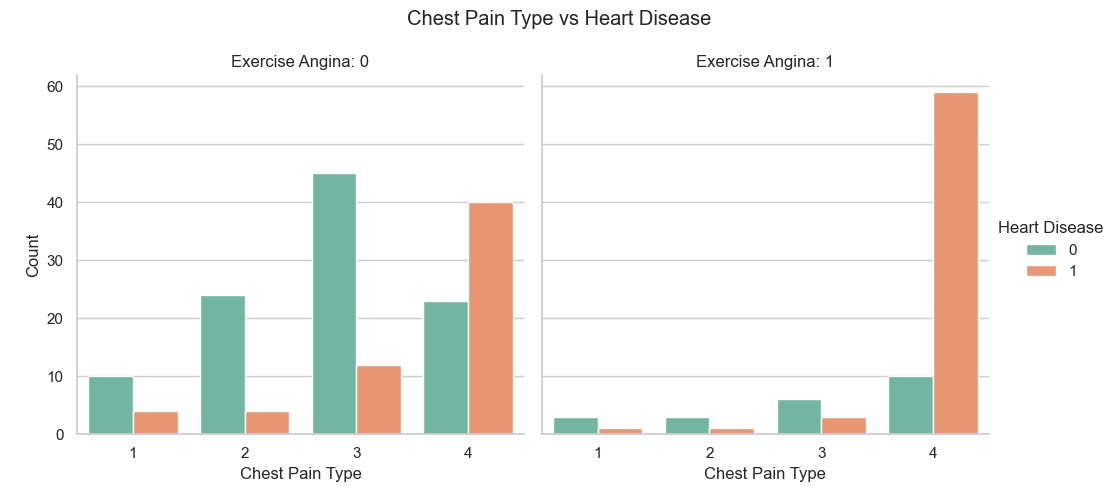 Chest Pain Type vs Heart Disease
Exercise Angina: 0
Exercise Angina: 1
60
50
40
30
20
10
0
Count
1 2 3 4
Chest Pain Type
1 2 3 4
Chest Pain Type
Heart Disease
0
1